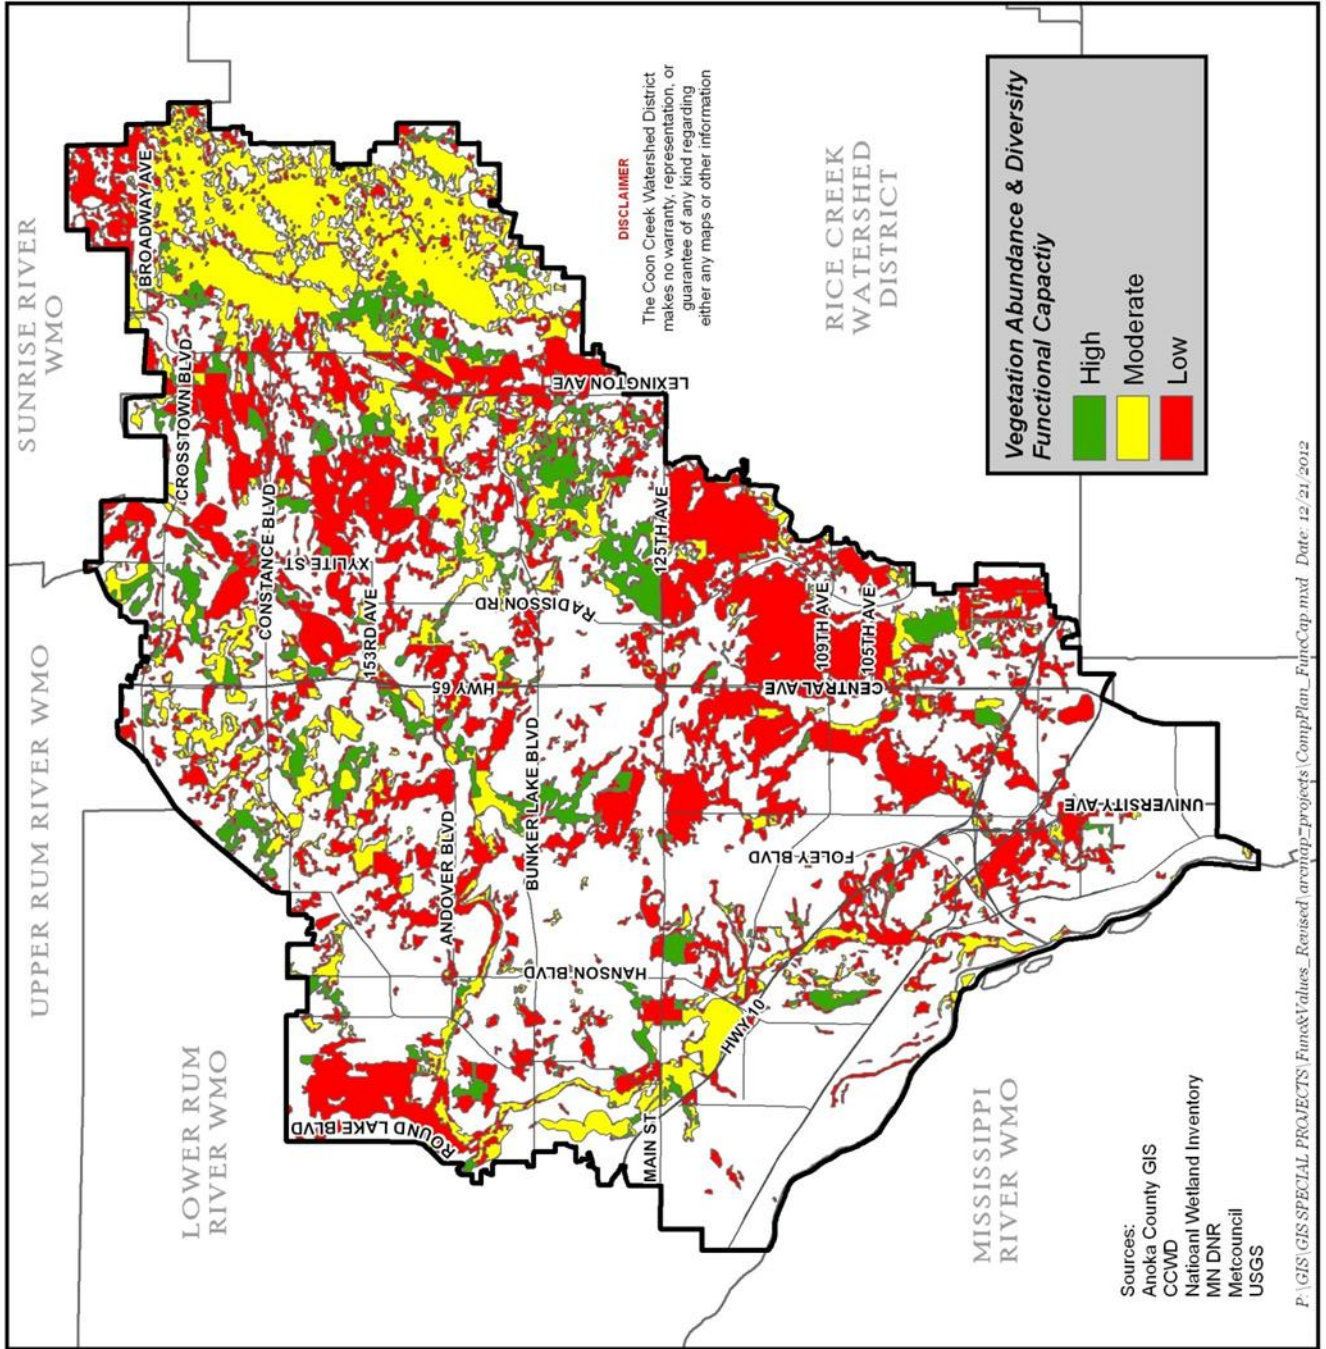 SUNRISE RIVER
WMO
UPPER RUM RIVER WMO
LOWER RUM
RIVER WMO
BROADWAY AVE
CROSSTOWN BLVD
CONSTANCE BLVD
XYLITE ST
153RD AVE
RADISSON RD
HWY 65
ANDOVER BLVD
BUNKER LAKE BLVD
HANSON BLVD
ROUND LAKE BLVD
LEXINGTON AVE
125TH AVE
MAIN ST
HWY 10
FOLEY BLVD
CENTRAL AVE
109TH AVE
105TH AVE
UNIVERSITY AVE
DISCLAIMER
The Coon Creek Watershed District
makes no warranty, representation, or
guarantee of any kind regarding
either any maps or other information
RICE CREEK
WATERSHED
DISTRICT
MISSISSIPPI
RIVER WMO
Vegetation Abundance & Diversity
Functional Capactiy
High
Moderate
Low
Sources:
Anoka County GIS
CCWD
Natioanl Wetland Inventory
MN DNR
Metcouncil
USGS
P:\GIS\GIS SPECIAL PROJECTS\Func&Values_Revised\arcmap_projects\CompPlan_FuncCap.mxd Date: 12/21/2012